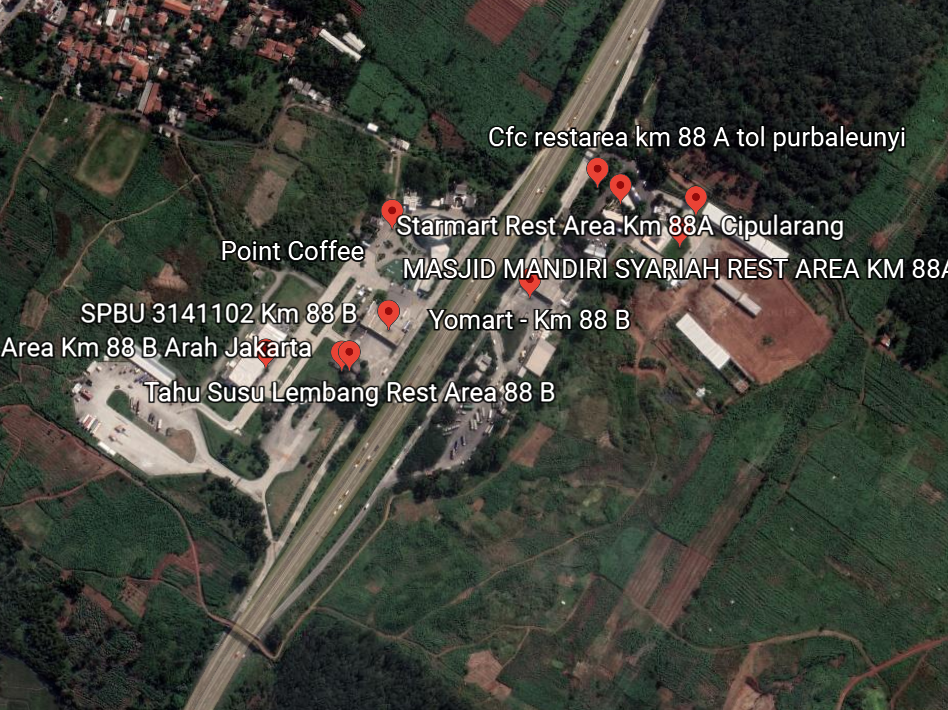 Cfc restarea km 88 A tol purbaleunyi
Starmart Rest Area Km 88A Cipularang
Point Coffee
MASJID MANDIRI SYARIAH REST AREA KM 88A
SPBU 3141102 Km 88 B
Yomart - Km 88 B
Area Km 88 B Arah Jakarta
Tahu Susu Lembang Rest Area 88 B